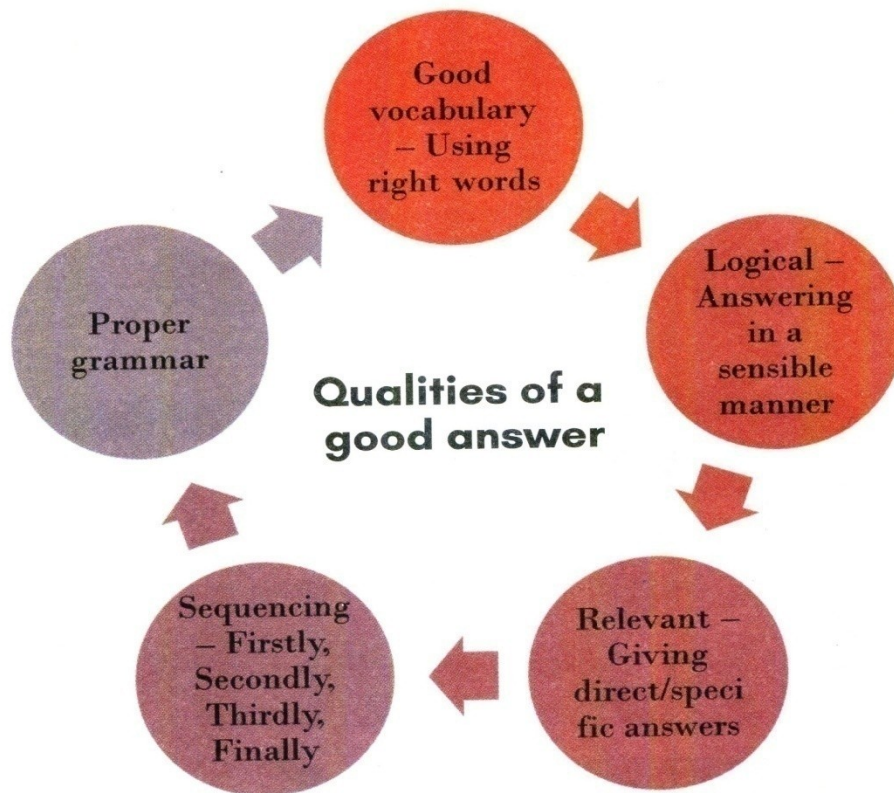 Good
vocabulary
– Using
right words
Logical –
Answering
in a
sensible
manner
Relevant –
Giving
direct/speci
fic answers
Sequencing
– Firstly,
Secondly,
Thirdly,
Finally
Proper
grammar
Qualities of a
good answer